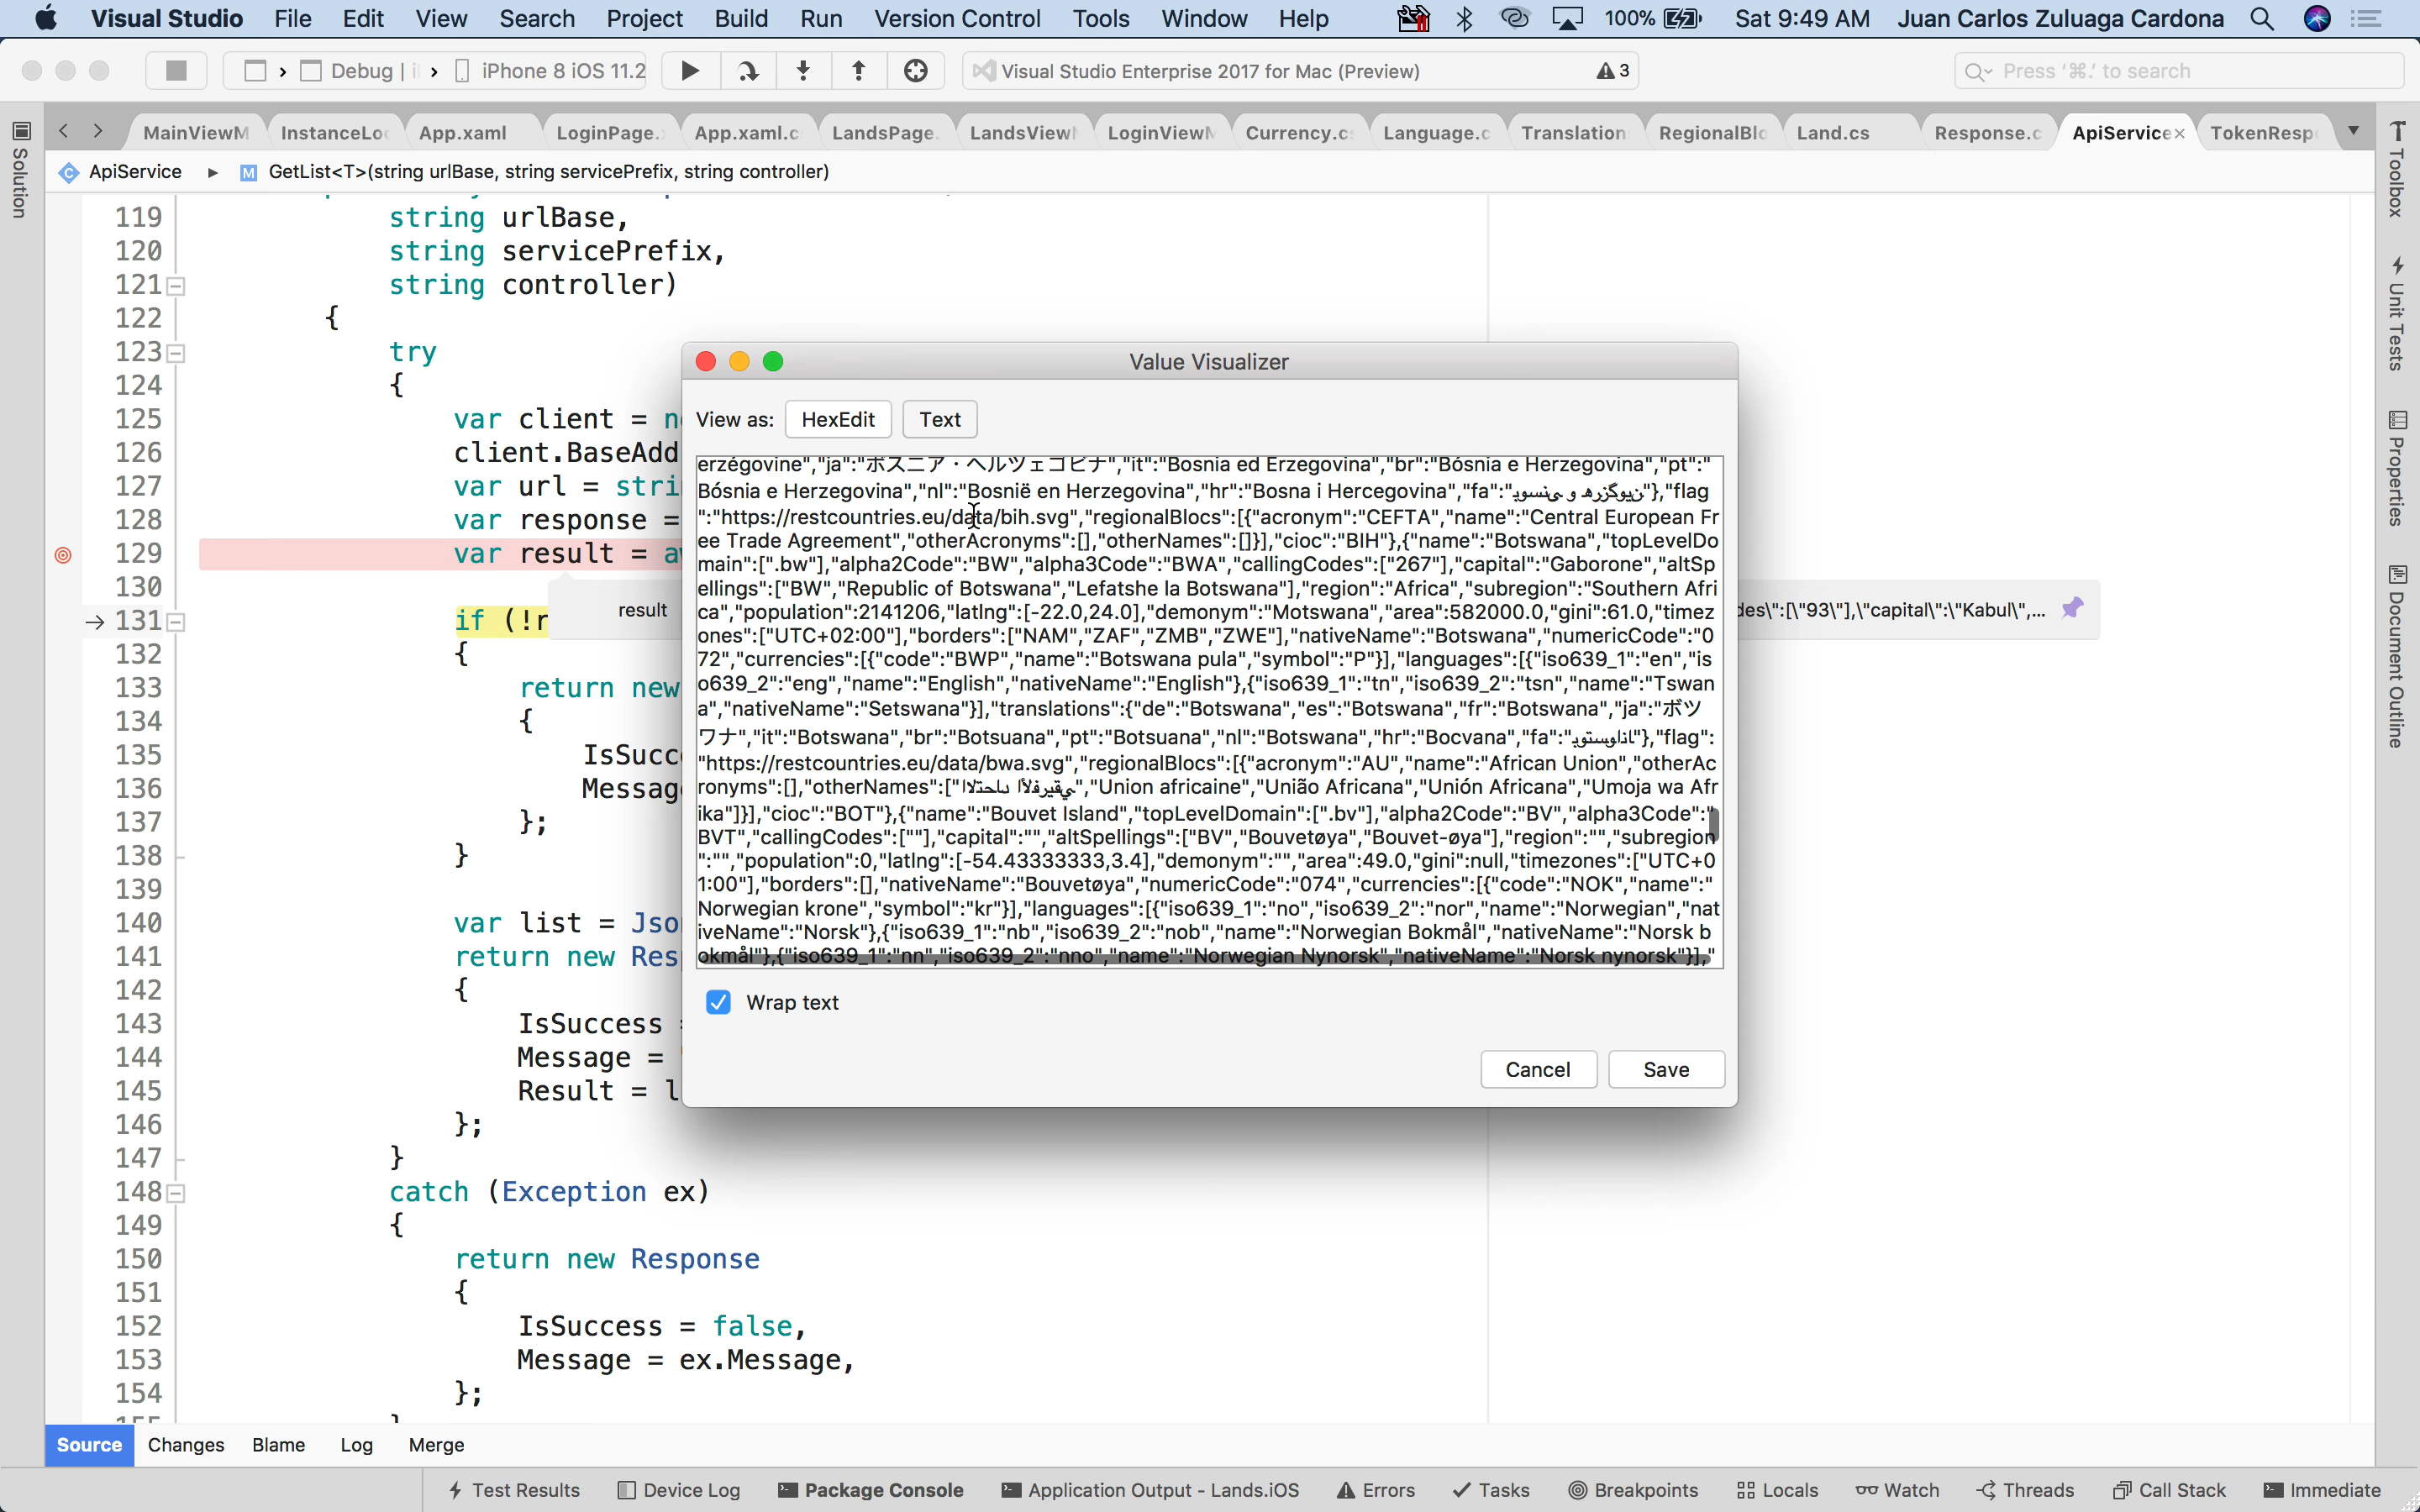 Visual Studio File Edit View Search Project Build Run Version Control Tools Window Help 100% Sat 9:49 AM Juan Carlos Zuluaga Cardona
Debug | iPhone 8 iOS 11.2 Visual Studio Enterprise 2017 for Mac (Preview) 3 Press ‘⌘.’ to search
MainViewM InstanceLoc App.xaml LoginPage. App.xaml.c LandsPage. LandsViewM LoginViewM Currency.cs Language.c Translation RegionalBlo Land.cs Response.c ApiService× TokenResp
ApiService ▸ M GetList<T>(string urlBase, string servicePrefix, string controller)
Solution
Toolbox
Unit Tests
Properties
Document Outline
119 string urlBase,
120 string servicePrefix,
121 string controller)
122 {
123 try
124 {
125 var client = n
126 client.BaseAdd
127 var url = stri
128 var response =
129 var result = a
130
131 if (!r
132 {
133 return new
134 {
135 IsSucc
136 Messag
137 };
138 }
139
140 var list = Jso
141 return new Res
142 {
143 IsSuccess =
144 Message =
145 Result = l
146 };
147 }
148 catch (Exception ex)
149 {
150 return new Response
151 {
152 IsSuccess = false,
153 Message = ex.Message,
154 };
result
des\":[\"93\"],\"capital\":\"Kabul\",...
Value Visualizer
View as: HexEdit Text
erzégovine","ja":"ボスニア・ヘルツェゴビナ","it":"Bosnia ed Erzegovina","br":"Bósnia e Herzegovina","pt":"
Bósnia e Herzegovina","nl":"Bosnië en Herzegovina","hr":"Bosna i Hercegovina","fa":""},"flag
":"https://restcountries.eu/data/bih.svg","regionalBlocs":[{"acronym":"CEFTA","name":"Central European Fr
ee Trade Agreement","otherAcronyms":[],"otherNames":[]}],"cioc":"BIH"},{"name":"Botswana","topLevelDo
main":[".bw"],"alpha2Code":"BW","alpha3Code":"BWA","callingCodes":["267"],"capital":"Gaborone","altSp
ellings":["BW","Republic of Botswana","Lefatshe la Botswana"],"region":"Africa","subregion":"Southern Afri
ca","population":2141206,"latlng":[-22.0,24.0],"demonym":"Motswana","area":582000.0,"gini":61.0,"timez
ones":["UTC+02:00"],"borders":["NAM","ZAF","ZMB","ZWE"],"nativeName":"Botswana","numericCode":"0
72","currencies":[{"code":"BWP","name":"Botswana pula","symbol":"P"}],"languages":[{"iso639_1":"en","is
o639_2":"eng","name":"English","nativeName":"English"},{"iso639_1":"tn","iso639_2":"tsn","name":"Tswan
a","nativeName":"Setswana"}],"translations":{"de":"Botswana","es":"Botswana","fr":"Botswana","ja":"ボツ
ワナ","it":"Botswana","br":"Botsuana","pt":"Botsuana","nl":"Botswana","hr":"Bocvana","fa":""},"flag":
"https://restcountries.eu/data/bwa.svg","regionalBlocs":[{"acronym":"AU","name":"African Union","otherAc
ronyms":[],"otherNames":["","Union africaine","União Africana","Unión Africana","Umoja wa Afr
ika"]}],"cioc":"BOT"},{"name":"Bouvet Island","topLevelDomain":[".bv"],"alpha2Code":"BV","alpha3Code":"
BVT","callingCodes":[""],"capital":"","altSpellings":["BV","Bouvetøya","Bouvet-øya"],"region":"","subregion
":"","population":0,"latlng":[-54.43333333,3.4],"demonym":"","area":49.0,"gini":null,"timezones":["UTC+0
1:00"],"borders":[],"nativeName":"Bouvetøya","numericCode":"074","currencies":[{"code":"NOK","name":"
Norwegian krone","symbol":"kr"}],"languages":[{"iso639_1":"no","iso639_2":"nor","name":"Norwegian","nat
iveName":"Norsk"},{"iso639_1":"nb","iso639_2":"nob","name":"Norwegian Bokmål","nativeName":"Norsk b
okmål"},{"iso639_1":"nn","iso639_2":"nno","name":"Norwegian Nynorsk","nativeName":"Norsk nynorsk"}],"
Wrap text
Cancel Save
Source Changes Blame Log Merge
Test Results Device Log Package Console Application Output - Lands.iOS Errors Tasks Breakpoints Locals Watch Threads Call Stack Immediate